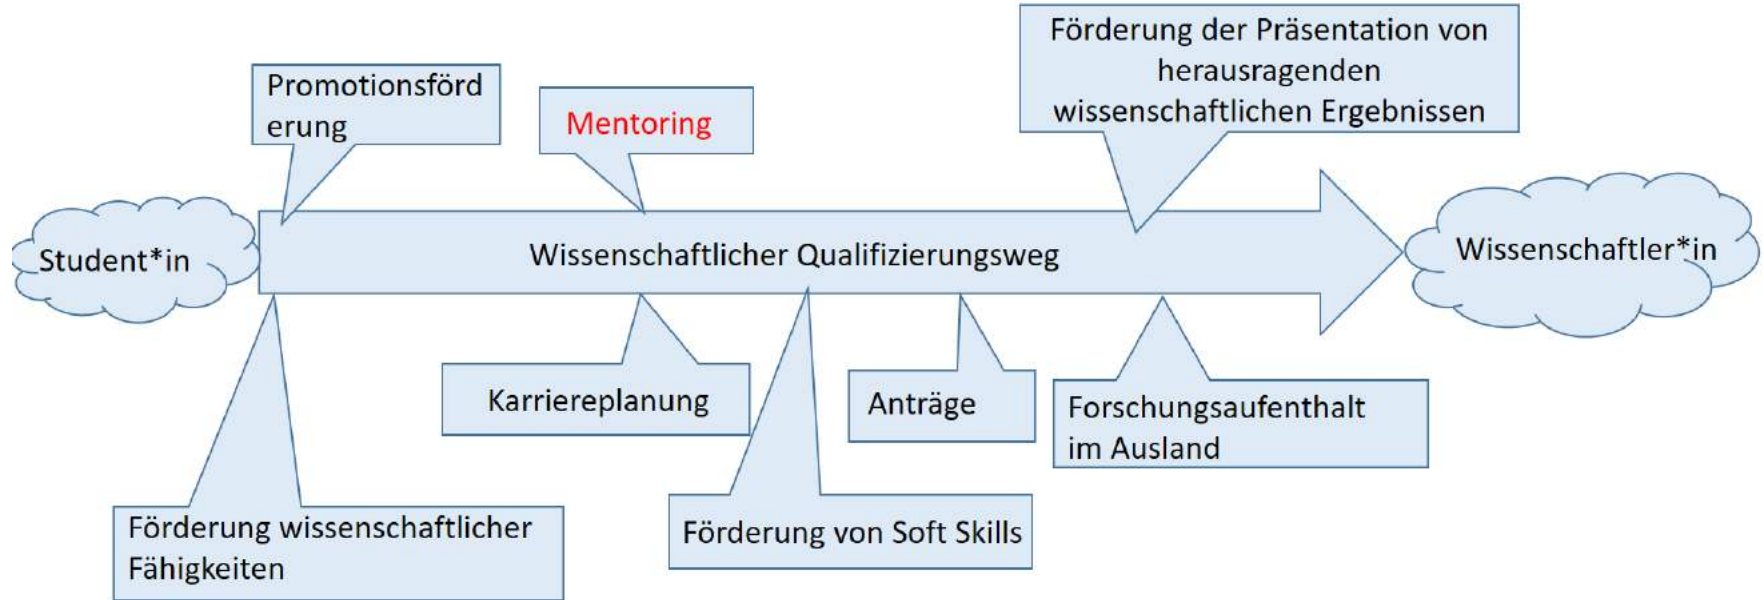 Förderung der Präsentation von
herausragenden
wissenschaftlichen Ergebnissen
Promotionsförd
erung
Mentoring
Student*in
Wissenschaftlicher Qualifizierungsweg
Wissenschaftler*in
Karriereplanung
Anträge
Forschungsaufenthalt
im Ausland
Förderung wissenschaftlicher
Fähigkeiten
Förderung von Soft Skills